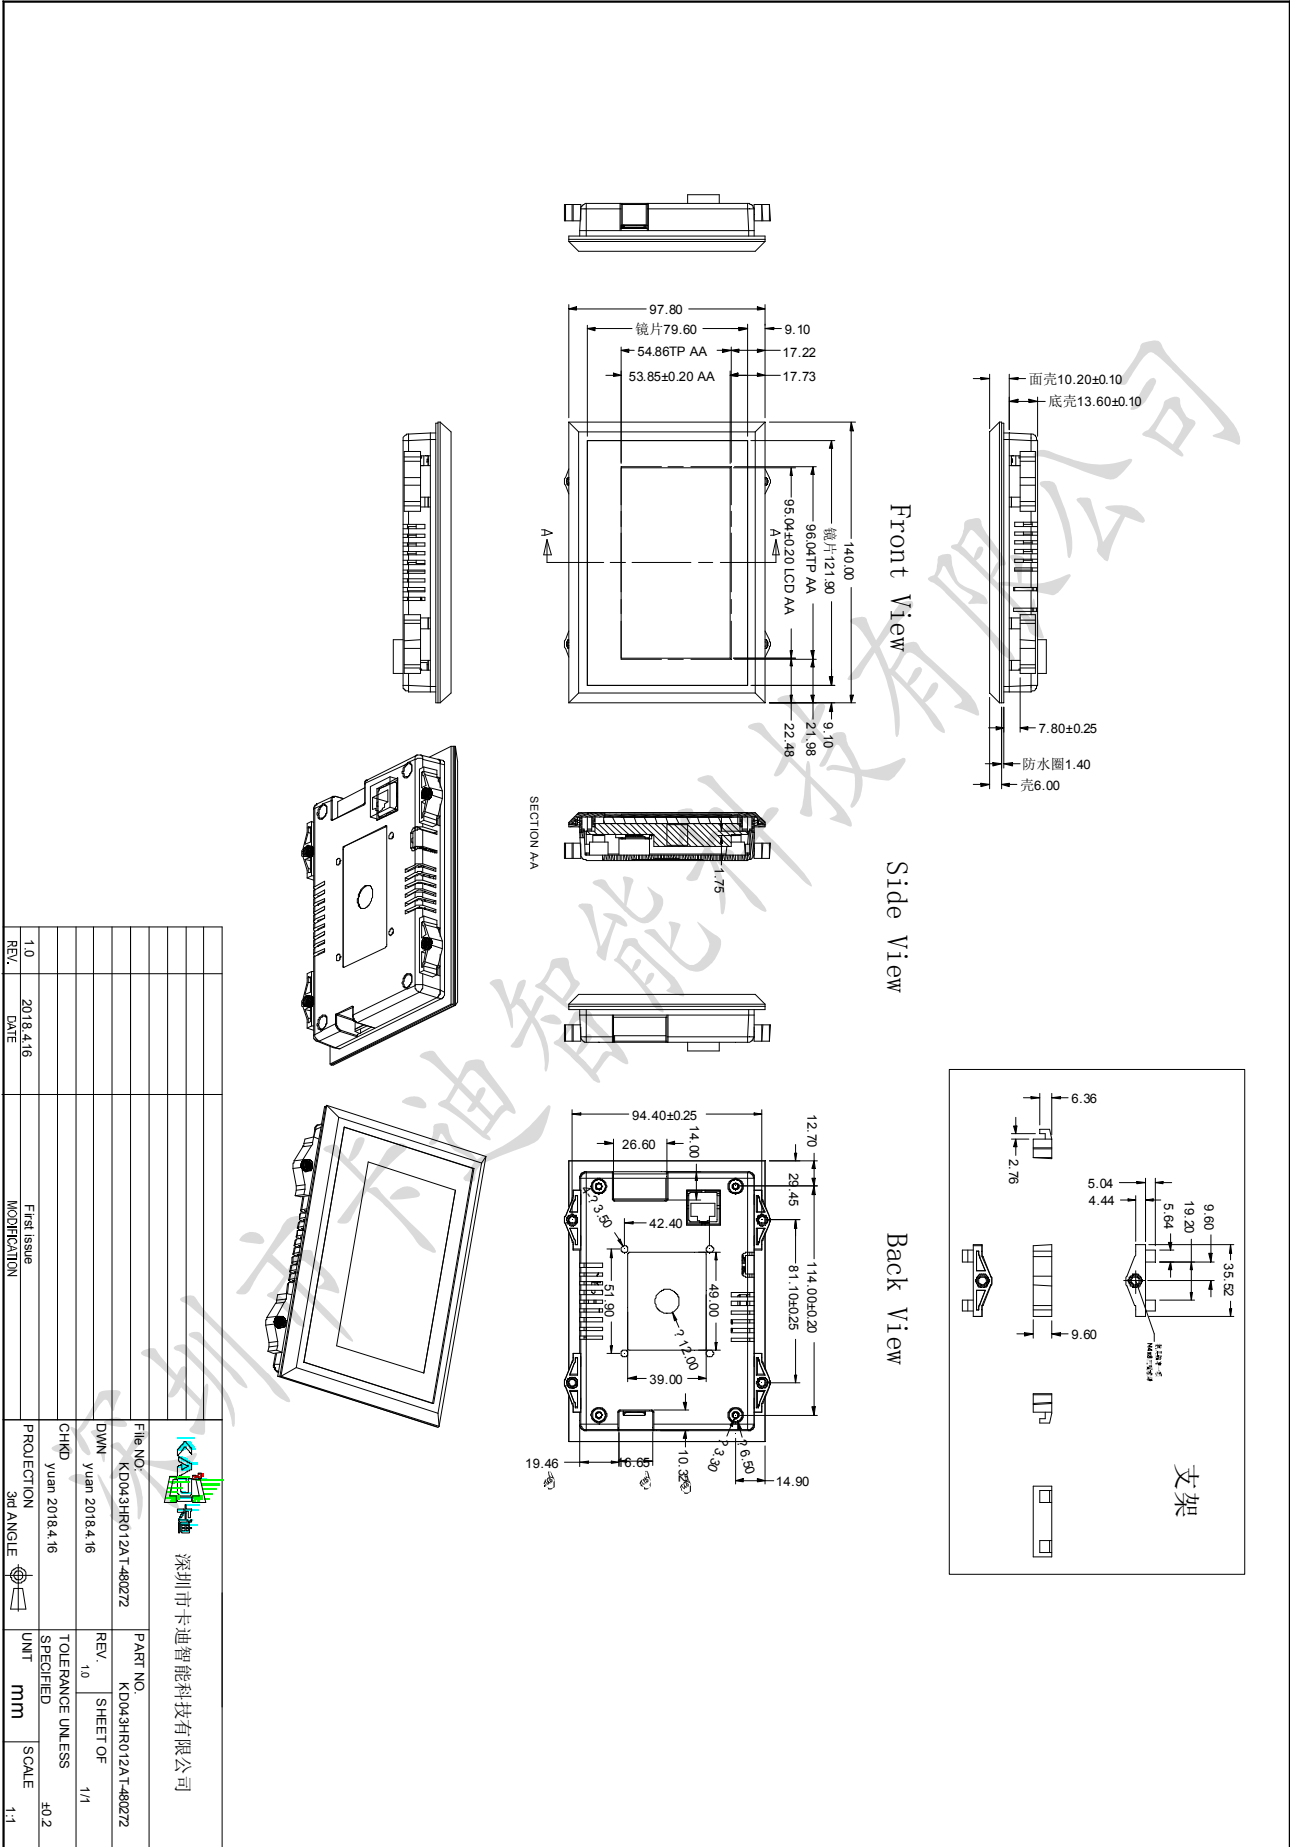 97.80
镜片79.60
9.10
54.86TP AA
17.22
53.85±0.20 AA
17.73
140.00
镜片121.90
96.04TP AA
95.04±0.20 LCD AA
9.10
21.98
22.48
A
A
Front View
面壳10.20±0.10
底壳13.60±0.10
7.80±0.25
防水圈1.40
壳6.00
Side View
SECTION A-A
1.75
Back View
94.40±0.25
26.60
14.00
12.70
29.45
114.00±0.20
81.10±0.25
4-? 3.50
42.40
51.90
49.00
? 12.00
39.00
19.46
16.65
10.32
? 3.30
? 6.50
14.90
支架
6.36
2.76
5.04
4.44
5.64
19.20
9.60
35.52
9.60
深圳市卡迪智能科技有限公司
卡迪
深圳市卡迪智能科技有限公司
File NO: KD043HR012AT-480272
PART NO. KD043HR012AT-480272
DWN yuan 2018.4.16
REV. 1.0
SHEET OF 1/1
CHKD yuan 2018.4.16
TOLERANCE UNLESS SPECIFIED ±0.2
PROJECTION 3rd ANGLE
UNIT mm
SCALE 1:1
1.0 2018.4.16 First Issue
REV. DATE MODIFICATION